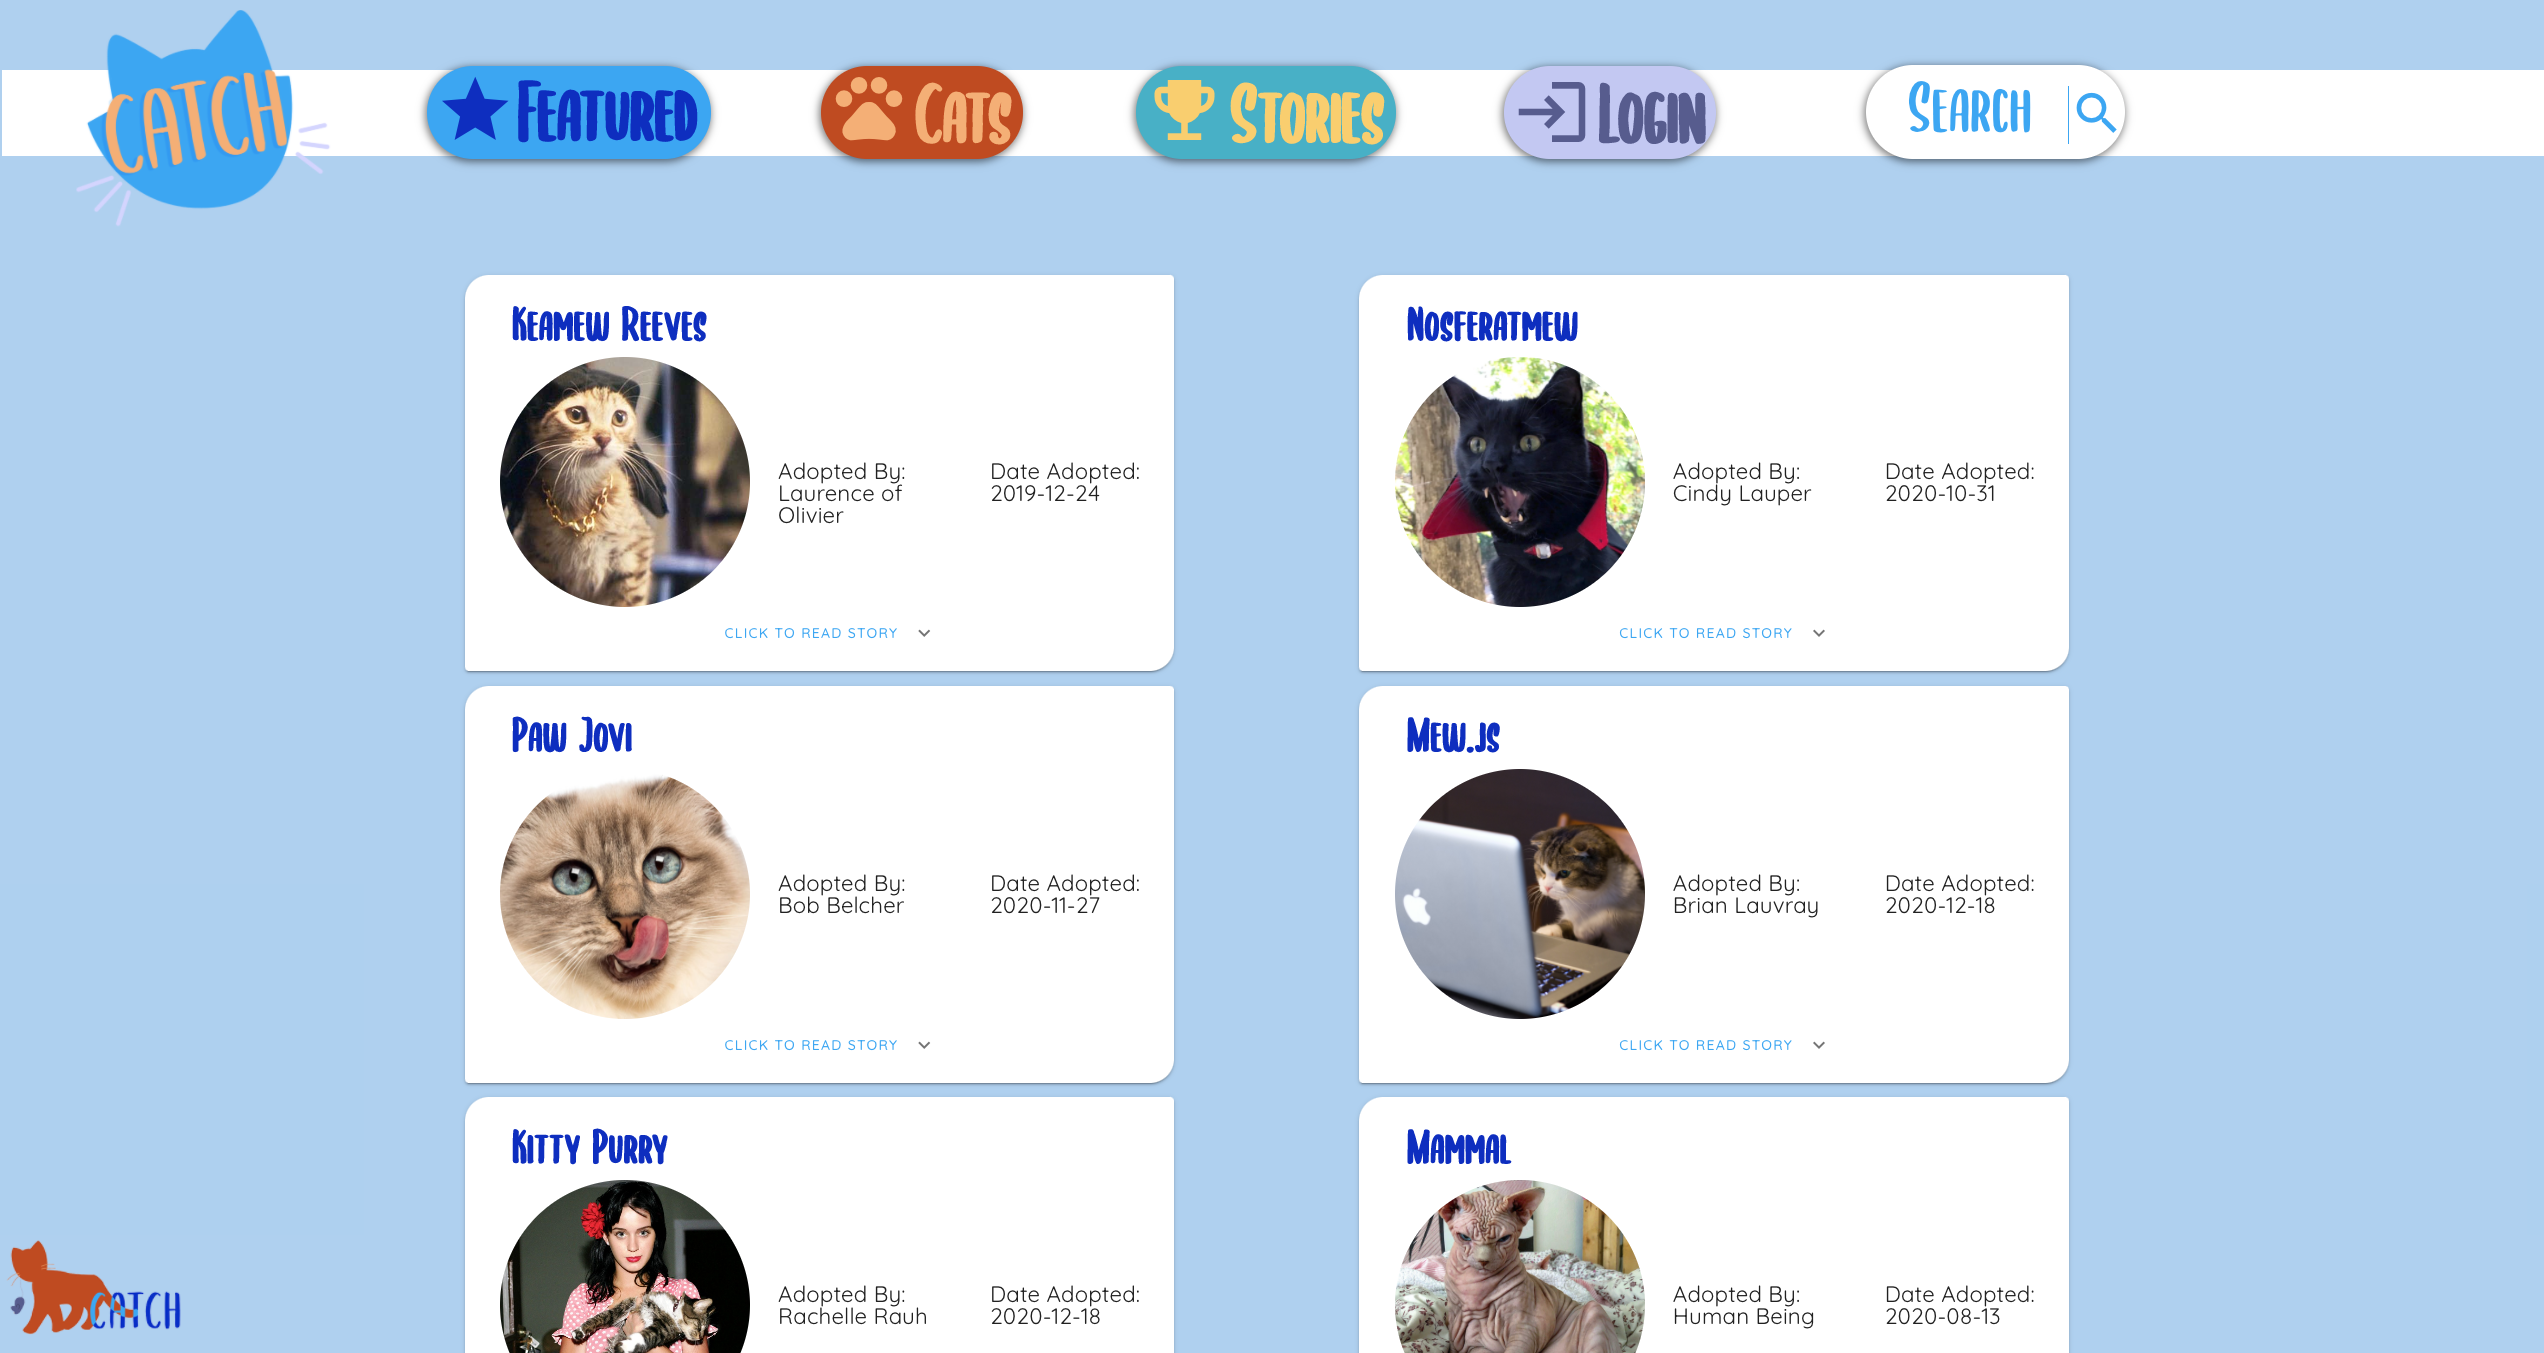 CATCH
Featured
Cats
Stories
Login
Search
Keamew Reeves
Adopted By:
Laurence of
Olivier
Date Adopted:
2019-12-24
CLICK TO READ STORY
Nosferatmew
Adopted By:
Cindy Lauper
Date Adopted:
2020-10-31
CLICK TO READ STORY
Paw Jovi
Adopted By:
Bob Belcher
Date Adopted:
2020-11-27
CLICK TO READ STORY
Mew.js
Adopted By:
Brian Lauvray
Date Adopted:
2020-12-18
CLICK TO READ STORY
Kitty Purry
Adopted By:
Rachelle Rauh
Date Adopted:
2020-12-18
Mammal
Adopted By:
Human Being
Date Adopted:
2020-08-13
CATCH